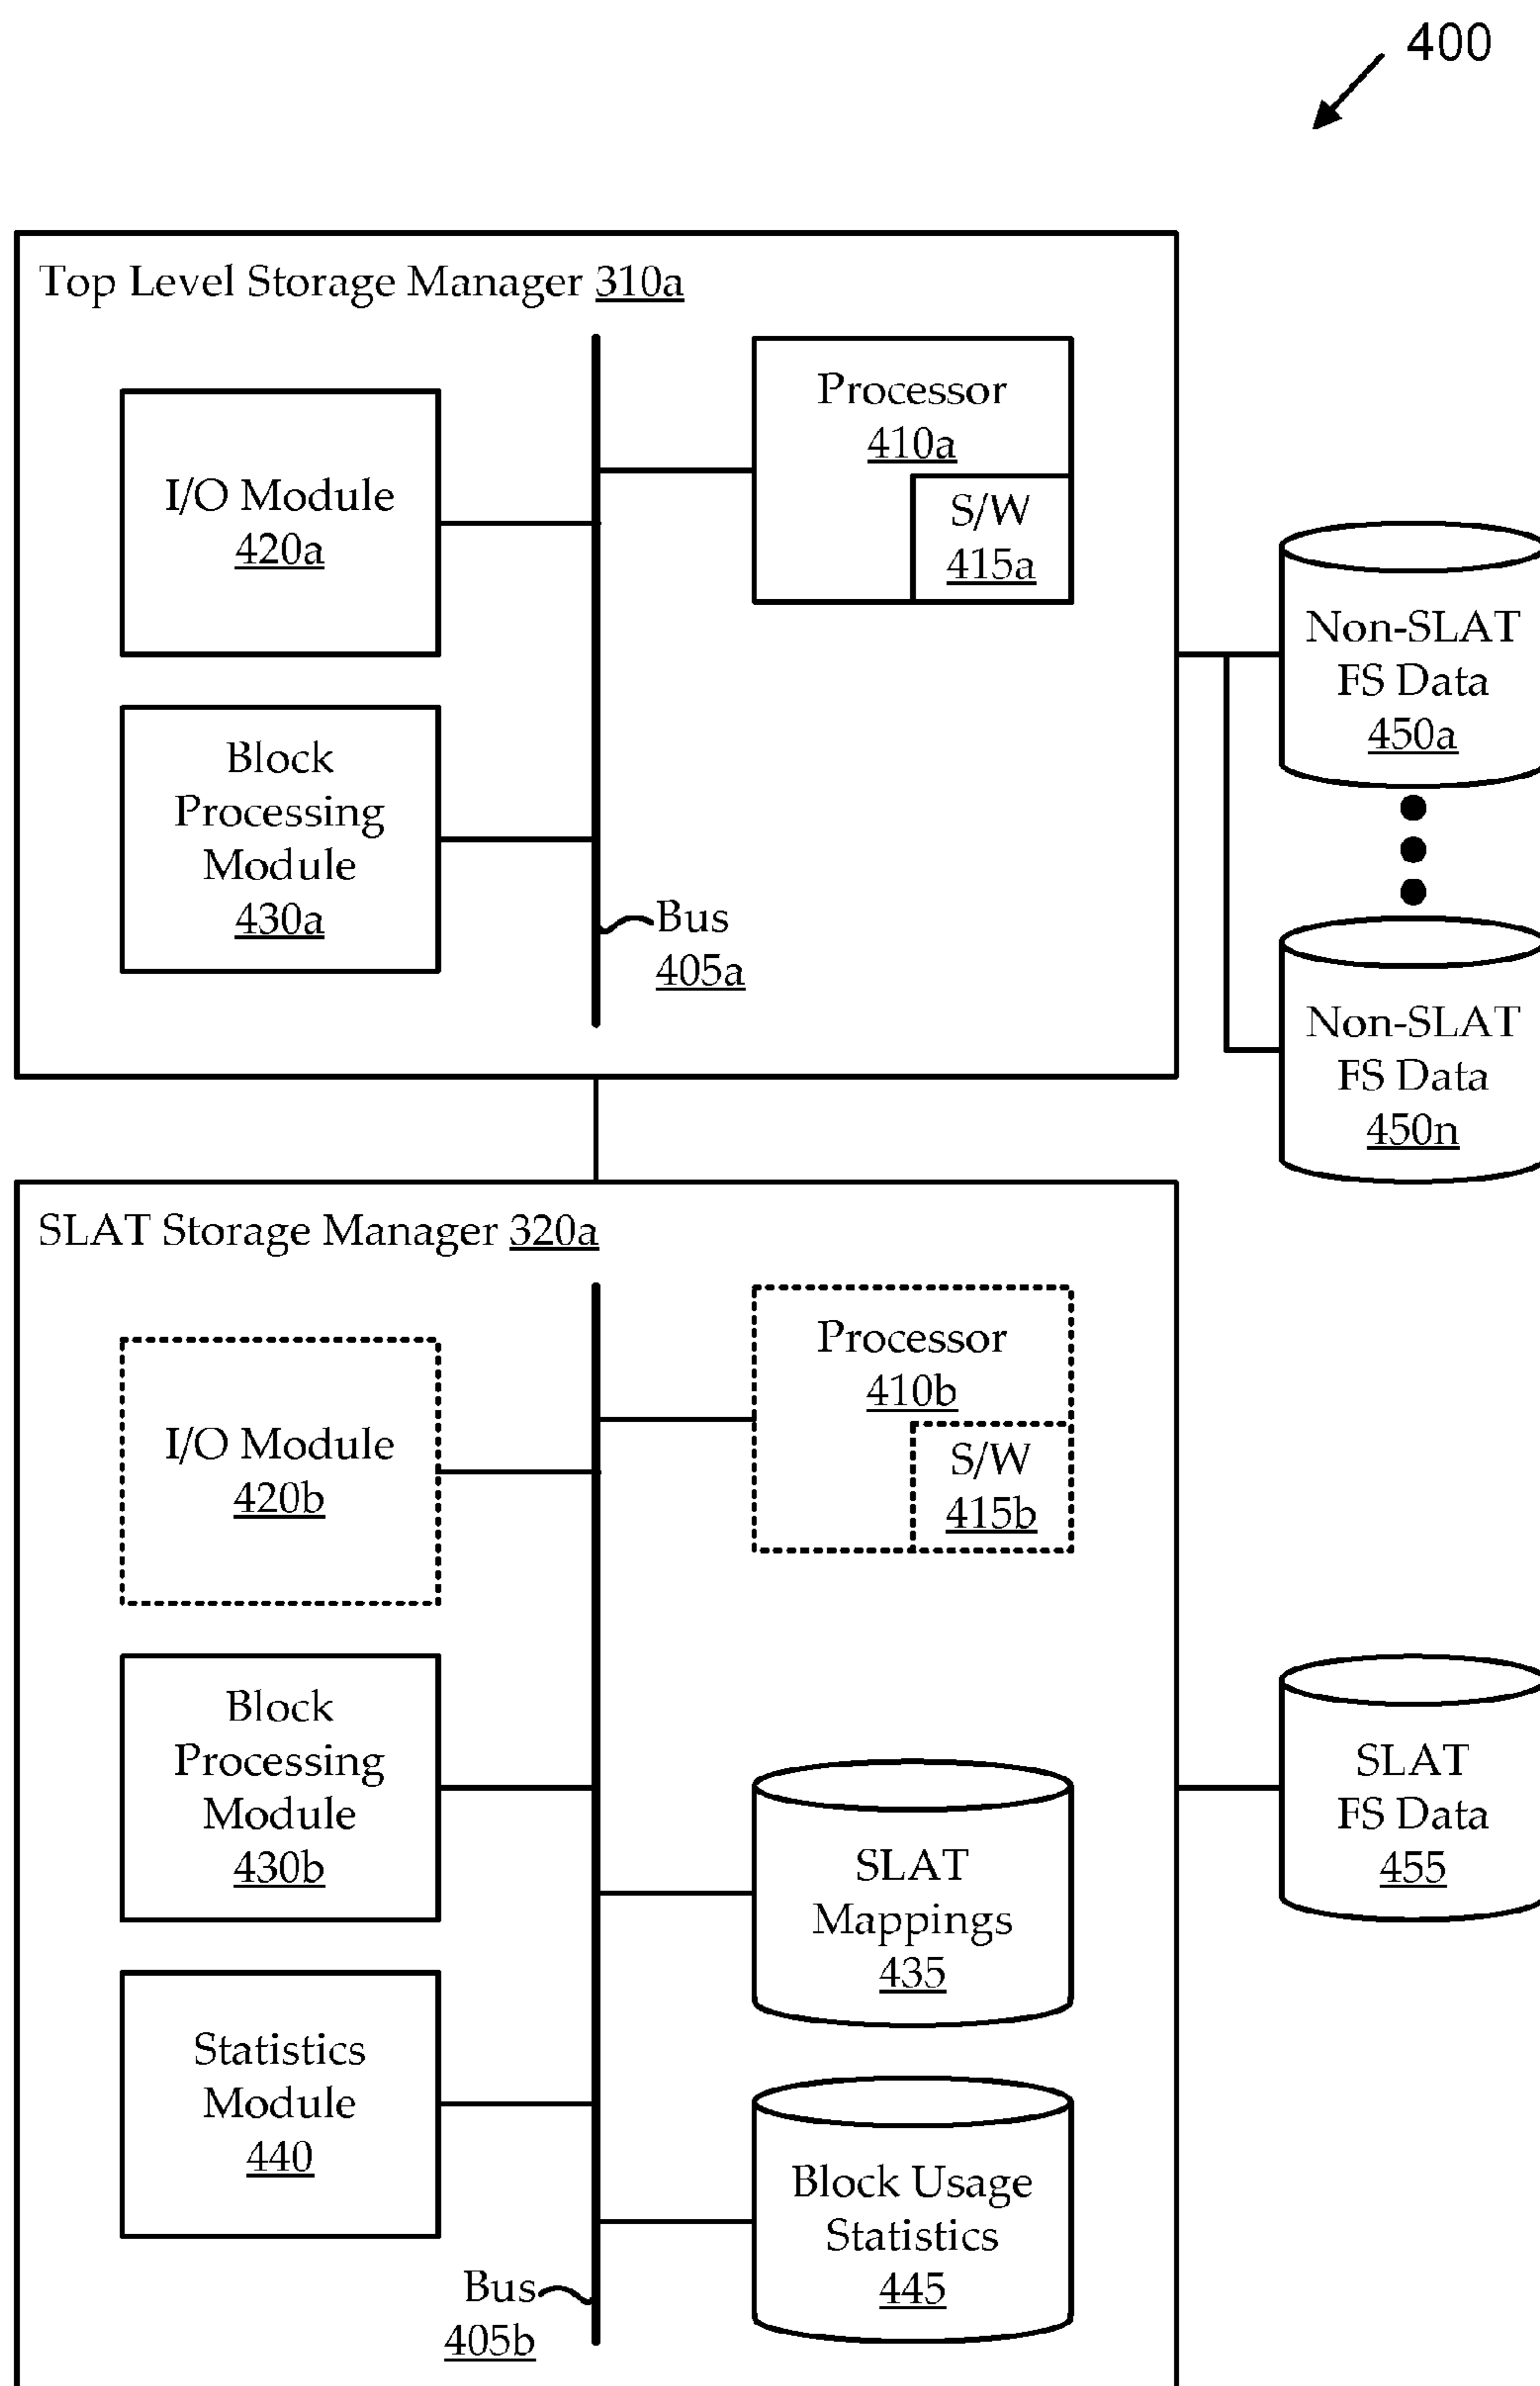 400
Top Level Storage Manager 310a
I/O Module
420a
Processor
410a
S/W
415a
Block
Processing
Module
430a
Bus
405a
Non-SLAT
FS Data
450a
Non-SLAT
FS Data
450n
SLAT Storage Manager 320a
I/O Module
420b
Processor
410b
S/W
415b
Block
Processing
Module
430b
SLAT
Mappings
435
SLAT
FS Data
455
Statistics
Module
440
Block Usage
Statistics
445
Bus
405b